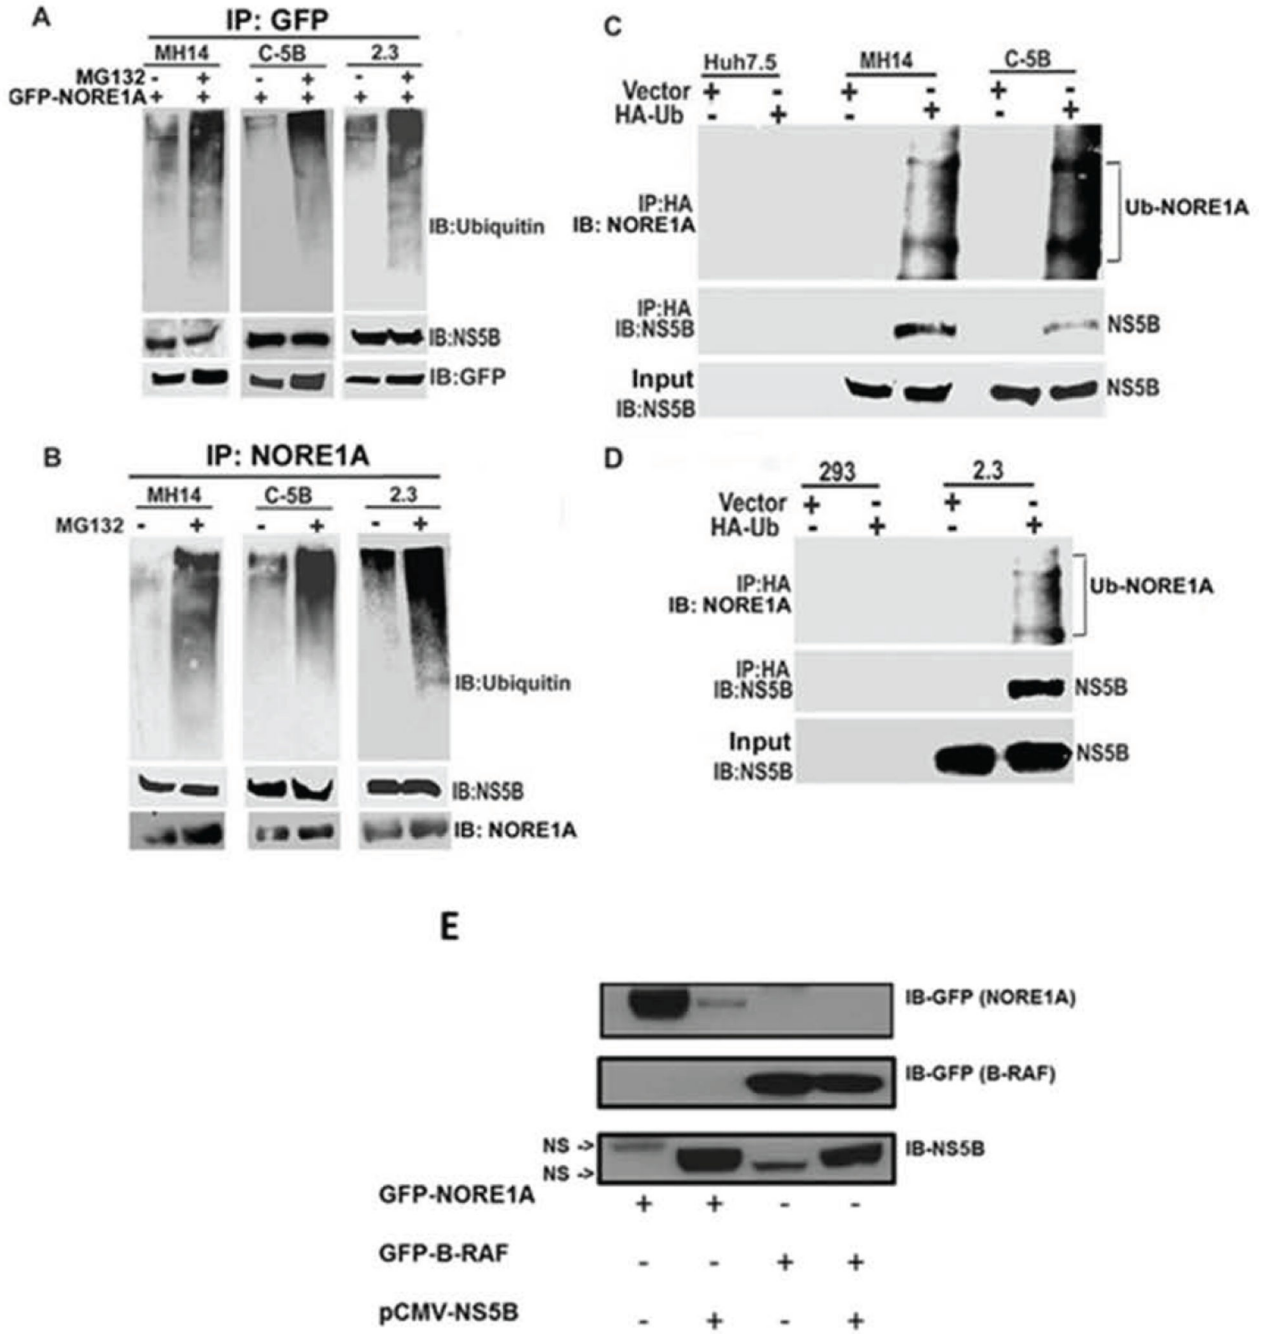 A
IP: GFP
MH14 C-5B 2.3
MG132 - + - + - +
GFP-NORE1A + + + + + +
IB:Ubiquitin
IB:NS5B
IB:GFP
B
IP: NORE1A
MH14 C-5B 2.3
MG132 - + - + - +
IB:Ubiquitin
IB:NS5B
IB: NORE1A
C
Huh7.5 MH14 C-5B
Vector + - + - + -
HA-Ub - + - + - +
IP:HA
IB: NORE1A
Ub-NORE1A
IP:HA
IB:NS5B
NS5B
Input
IB:NS5B
NS5B
D
293 2.3
Vector + - + -
HA-Ub - + - +
IP:HA
IB: NORE1A
Ub-NORE1A
IP:HA
IB:NS5B
NS5B
Input
IB:NS5B
NS5B
E
IB-GFP (NORE1A)
IB-GFP (B-RAF)
NS ->
NS ->
IB-NS5B
GFP-NORE1A + + - -
GFP-B-RAF - - + +
pCMV-NS5B - + - +